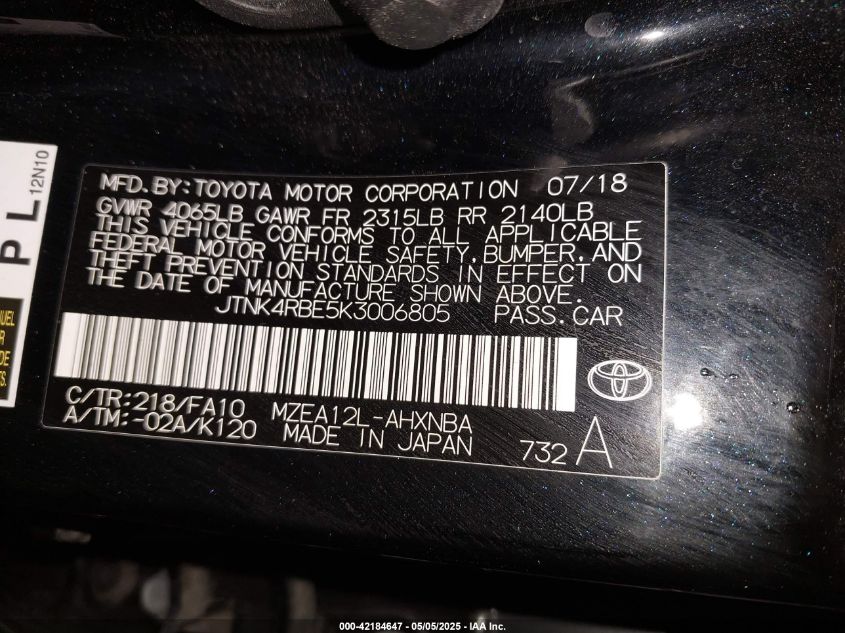 MFD. BY: TOYOTA MOTOR CORPORATION 07/18
GVWR 4065LB GAWR FR 2315LB RR 2140LB
THIS VEHICLE CONFORMS TO ALL APPLICABLE
FEDERAL MOTOR VEHICLE SAFETY, BUMPER, AND
THEFT PREVENTION STANDARDS IN EFFECT ON
THE DATE OF MANUFACTURE SHOWN ABOVE.
JTNK4RBE5K3006805 PASS. CAR
C/TR: 218/FA10 MZEA12L-AHXNBA
A/TM: -02A/K120 MADE IN JAPAN 732 A
P L 12N10
000-42184647 - 05/05/2025 - IAA Inc.